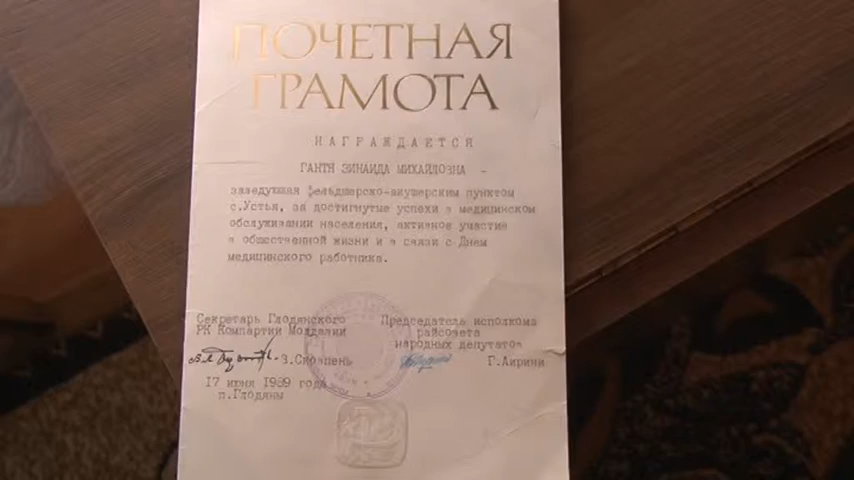 ПОЧЕТНАЯ
ГРАМОТА
НАГРАЖДАЕТСЯ
ГАНТЯ ЗИНАИДА МИХАЙЛОВНА -
заведующая фельдшерско-акушерским пунктом
с.Устья, за достигнутые успехи в медицинском
обслуживании населения, активное участие
в общественной жизни и в связи с Днем
медицинского работника.
Секретарь Глодянского
РК Компартии Молдавии
Председатель исполкома
райсовета
народных депутатов
17 июня 1989 года
п.Глодяны